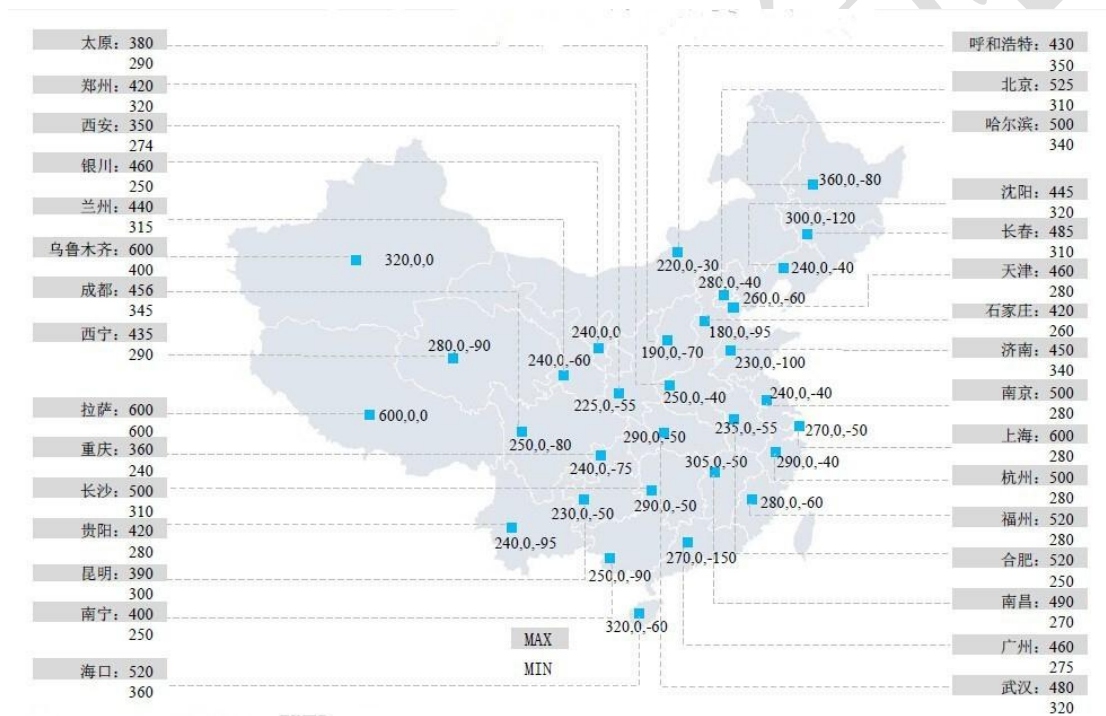 太原：380
290
郑州：420
320
西安：350
274
银川：460
250
兰州：440
315
乌鲁木齐：600
400
成都：456
345
西宁：435
290
拉萨：600
600
重庆：360
240
长沙：500
310
贵阳：420
280
昆明：390
300
南宁：400
250
海口：520
360
360,0,-80
300,0,-120
320,0,0
220,0,-30
240,0,-40
280,0,-40
260,0,-60
240,0,0
180,0,-95
280,0,-90
190,0,-70
230,0,-100
240,0,-60
225,0,-55
250,0,-40
240,0,-40
600,0,0
235,0,-55
270,0,-50
250,0,-80
290,0,-50
240,0,-75
305,0,-50
290,0,-40
230,0,-50
290,0,-50
280,0,-60
240,0,-95
270,0,-150
250,0,-90
320,0,-60
MAX
MIN
呼和浩特：430
350
北京：525
310
哈尔滨：500
340
沈阳：445
320
长春：485
310
天津：460
280
石家庄：420
260
济南：450
340
南京：500
280
上海：600
280
杭州：500
280
福州：520
280
合肥：520
250
南昌：490
270
广州：460
275
武汉：480
320